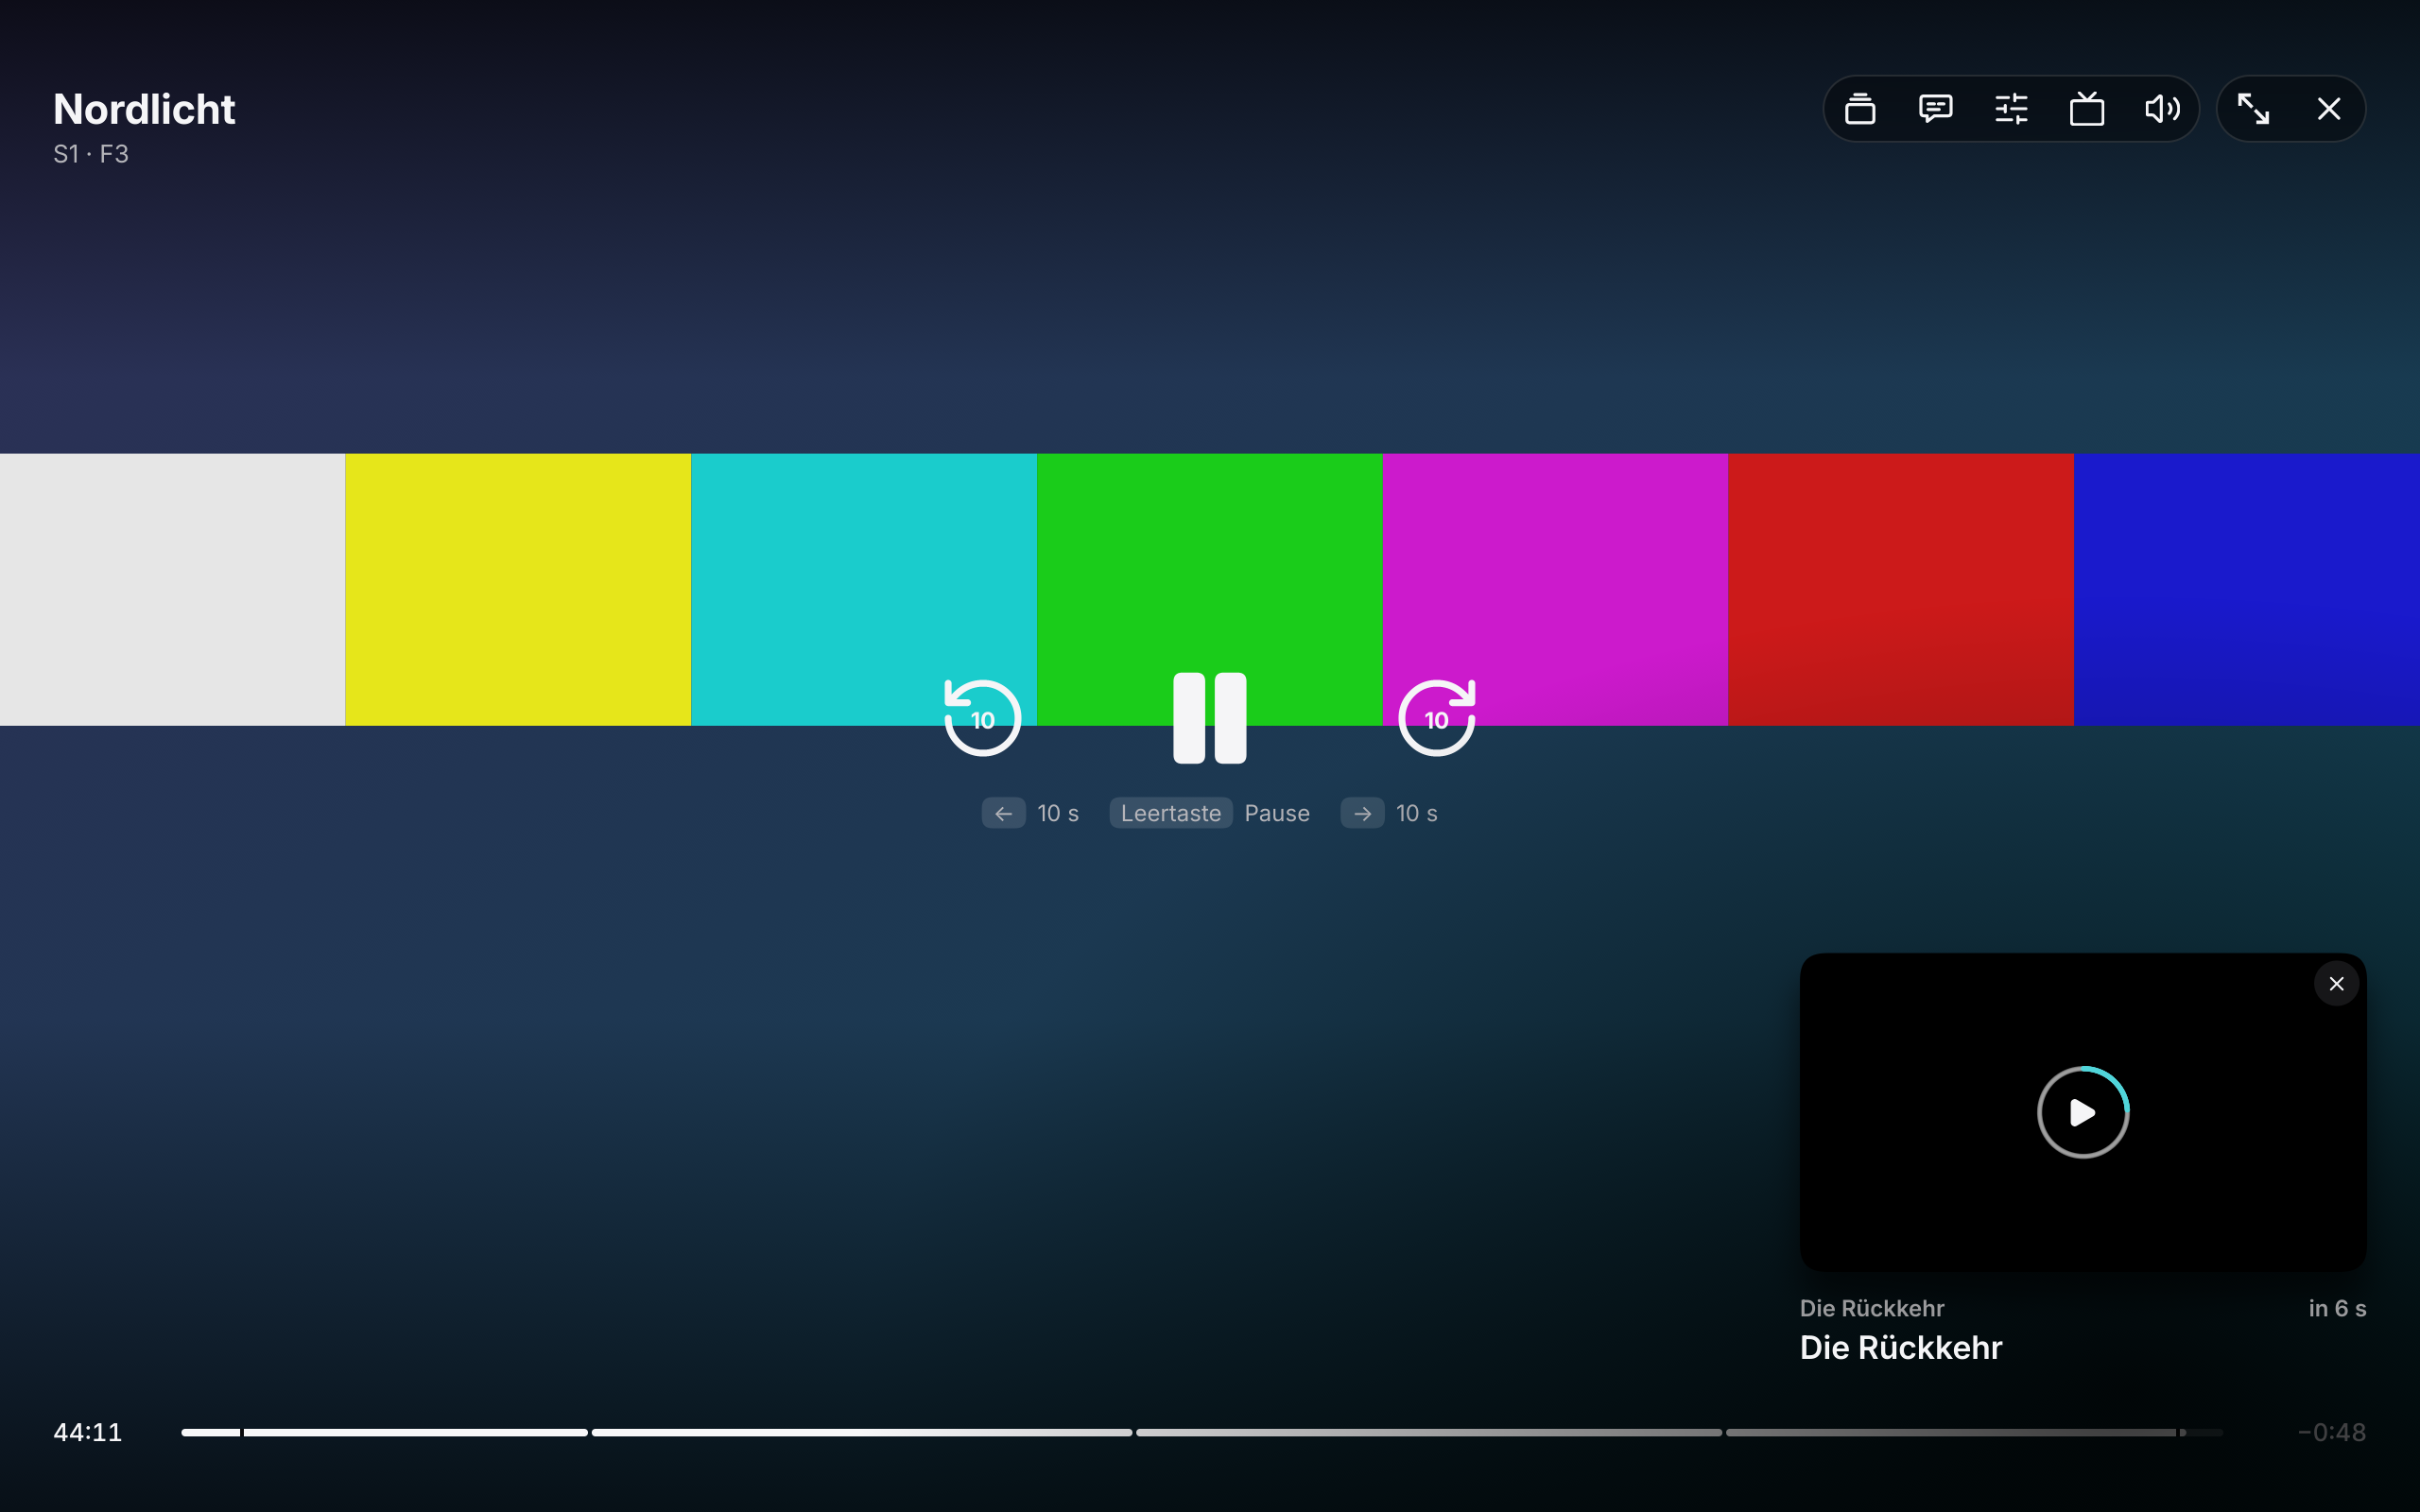 Nordlicht
S1 · F3
10
10
← 10 s Leertaste Pause → 10 s
Die Rückkehr in 6 s
Die Rückkehr
44:11 −0:48